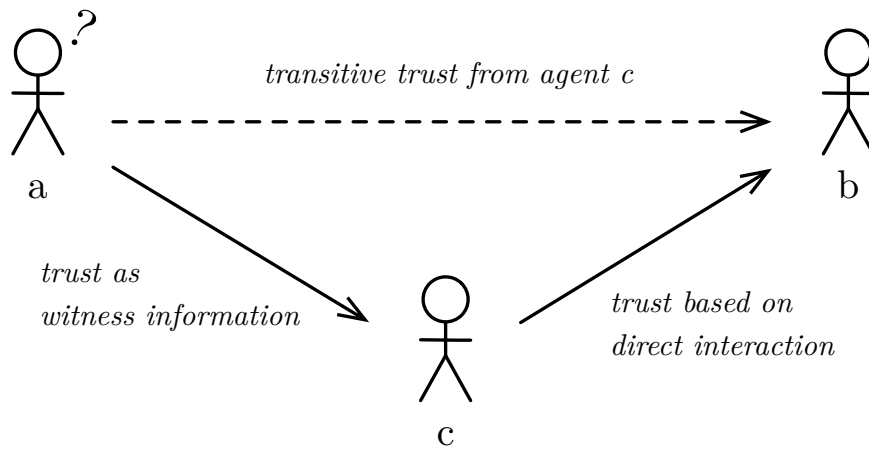 ?
transitive trust from agent c
a
b
trust as
witness information
trust based on
direct interaction
c